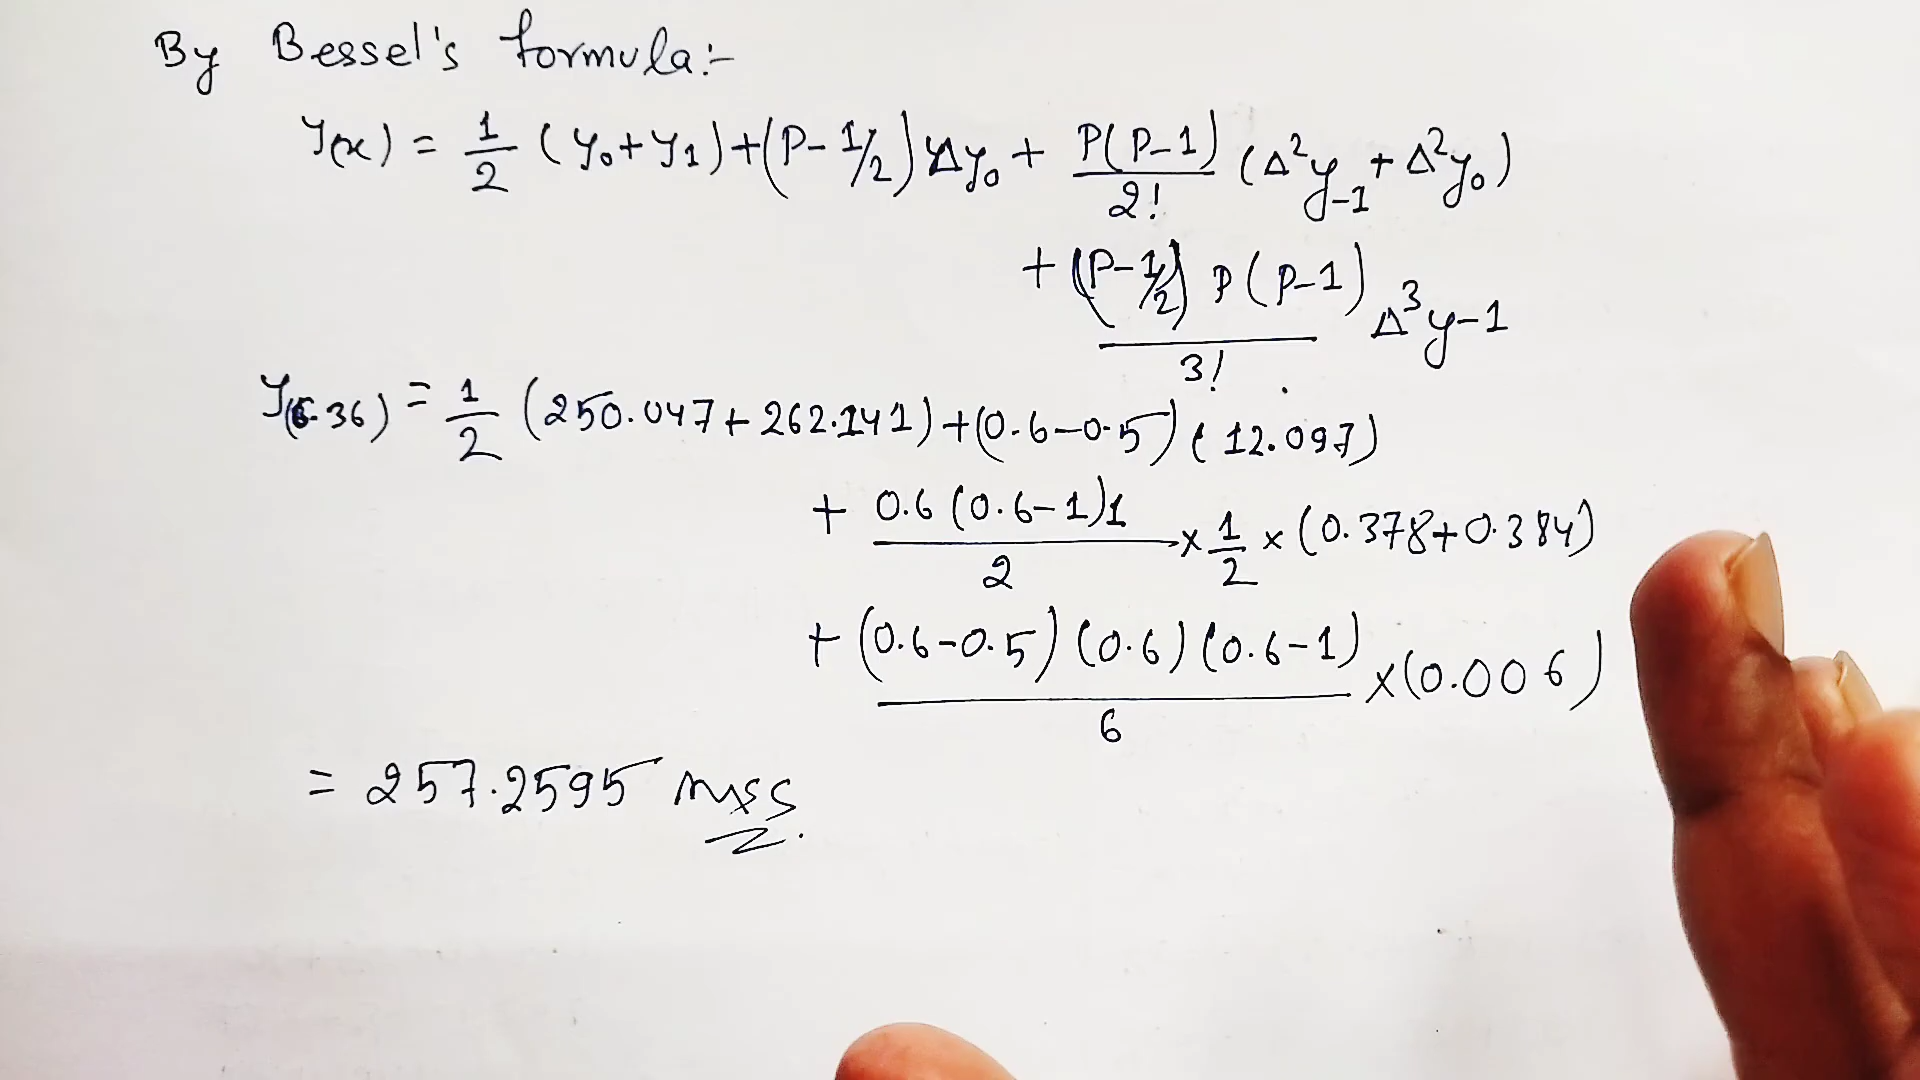 By Bessel's formula:-
y(x) = 1/2 (y₀+y₁)+(P-1/2) Δy₀ + P(P-1)/2! (Δ²y₋₁ + Δ²y₀)
+ (P-1/2) P(P-1)/3! Δ³y-1
y(6.36) = 1/2 (250.047+262.141)+(0.6-0.5)(12.097)
+ 0.6(0.6-1)/2 × 1/2 × (0.378+0.384)
+ (0.6-0.5)(0.6)(0.6-1)/6 ×(0.006)
= 257.2595